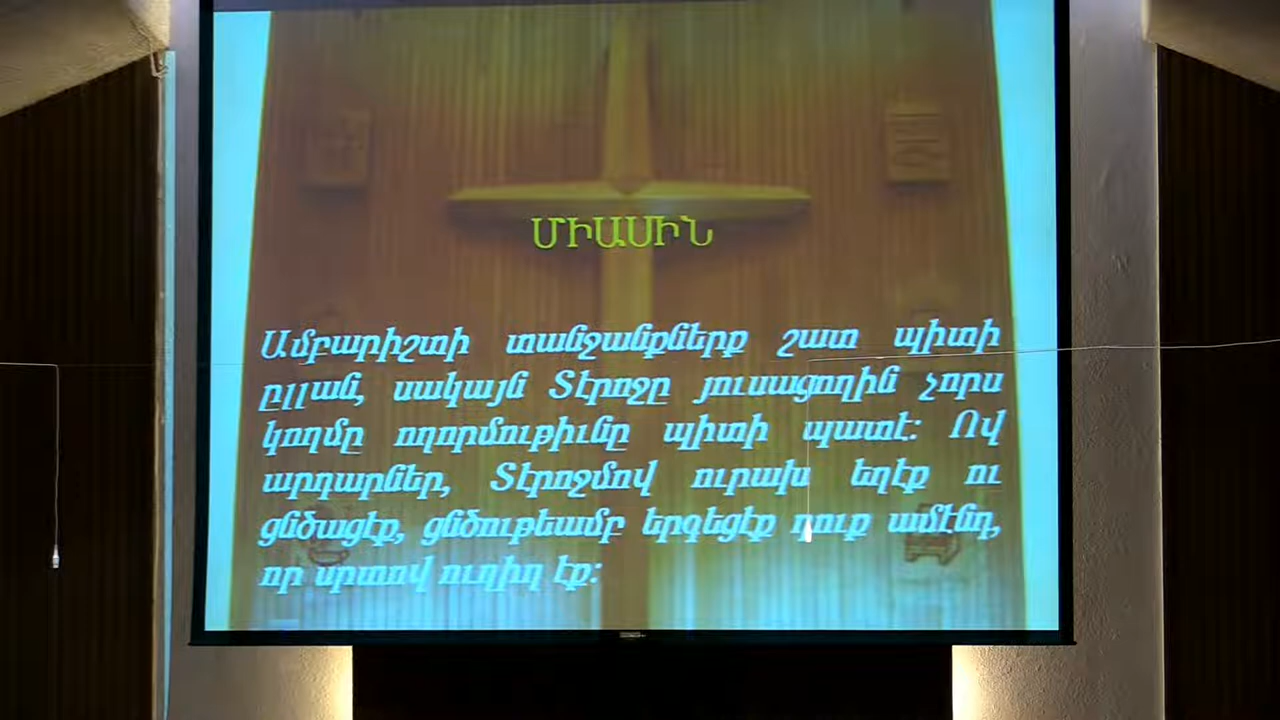 ՄԻԱՍԻՆ
Ամբարիշտի տանջանքները շատ պիտի
ըլլան, սակայն Տէրոջը յուսացողին չորս
կողմը ողորմութիւնը պիտի պատէ: Ով
արդարներ, Տէրոջմով ուրախ եղէք ու
ցնծացէք, ցնծութեամբ երգեցէք դուք ամէնդ,
որ սրտով ուղիղ էք: